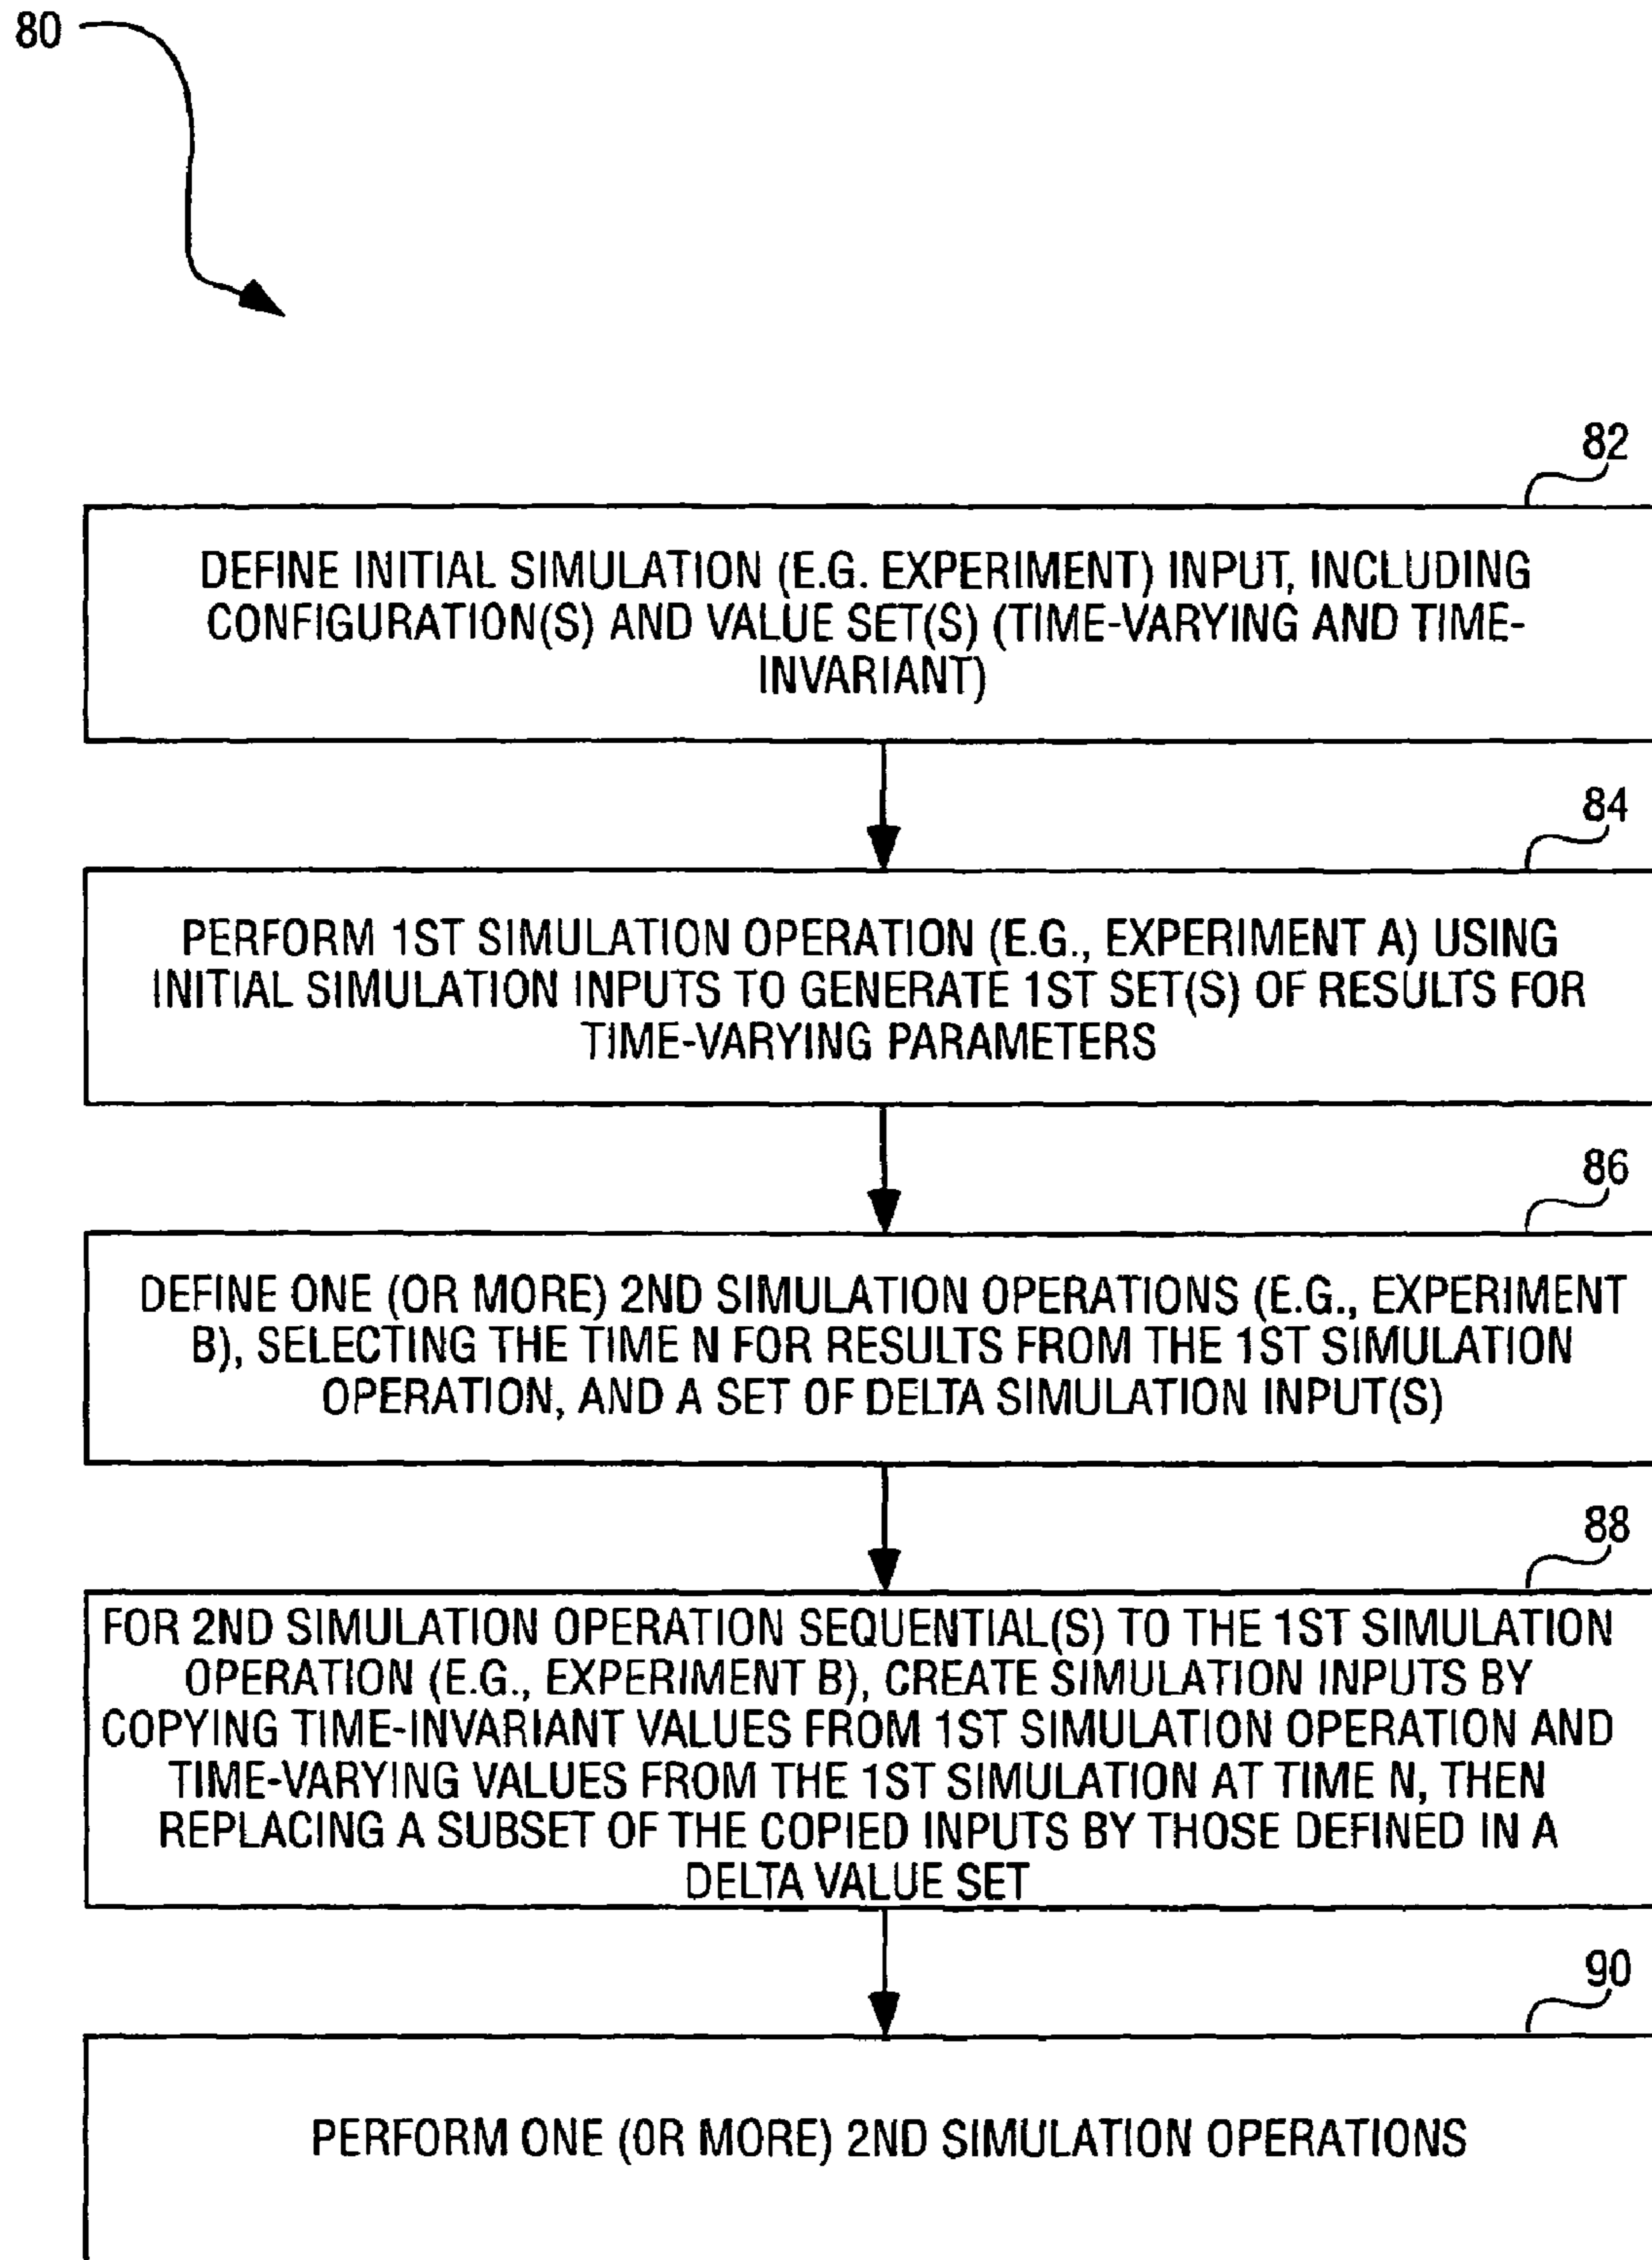 80
82
DEFINE INITIAL SIMULATION (E.G. EXPERIMENT) INPUT, INCLUDING
CONFIGURATION(S) AND VALUE SET(S) (TIME-VARYING AND TIME-
INVARIANT)
84
PERFORM 1ST SIMULATION OPERATION (E.G., EXPERIMENT A) USING
INITIAL SIMULATION INPUTS TO GENERATE 1ST SET(S) OF RESULTS FOR
TIME-VARYING PARAMETERS
86
DEFINE ONE (OR MORE) 2ND SIMULATION OPERATIONS (E.G., EXPERIMENT
B), SELECTING THE TIME N FOR RESULTS FROM THE 1ST SIMULATION
OPERATION, AND A SET OF DELTA SIMULATION INPUT(S)
88
FOR 2ND SIMULATION OPERATION SEQUENTIAL(S) TO THE 1ST SIMULATION
OPERATION (E.G., EXPERIMENT B), CREATE SIMULATION INPUTS BY
COPYING TIME-INVARIANT VALUES FROM 1ST SIMULATION OPERATION AND
TIME-VARYING VALUES FROM THE 1ST SIMULATION AT TIME N, THEN
REPLACING A SUBSET OF THE COPIED INPUTS BY THOSE DEFINED IN A
DELTA VALUE SET
90
PERFORM ONE (OR MORE) 2ND SIMULATION OPERATIONS